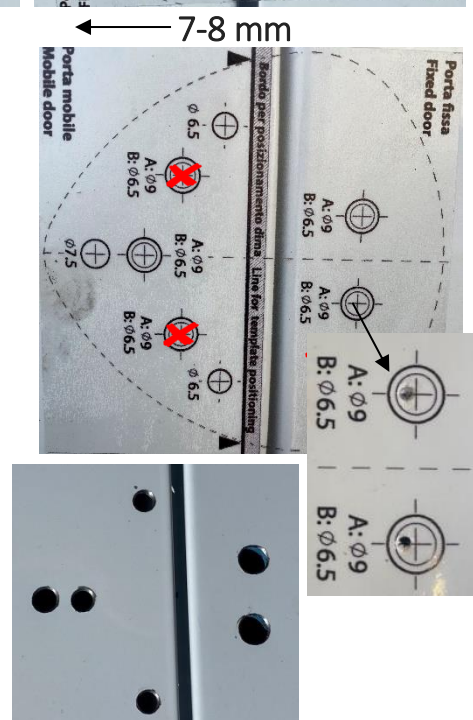 7-8 mm
Porta mobile
Mobile door
Porta fissa
Fixed door
Bordo per posizionamento dima Line for template positioning
Ø 6.5
A: Ø9
B: Ø6.5
A: Ø9
B: Ø6.5
Ø7.5
A: Ø9
B: Ø6.5
Ø 6.5
A: Ø9
B: Ø6.5
A: Ø9
B: Ø6.5
A: Ø9
B: Ø6.5
A: Ø9
B: Ø6.5